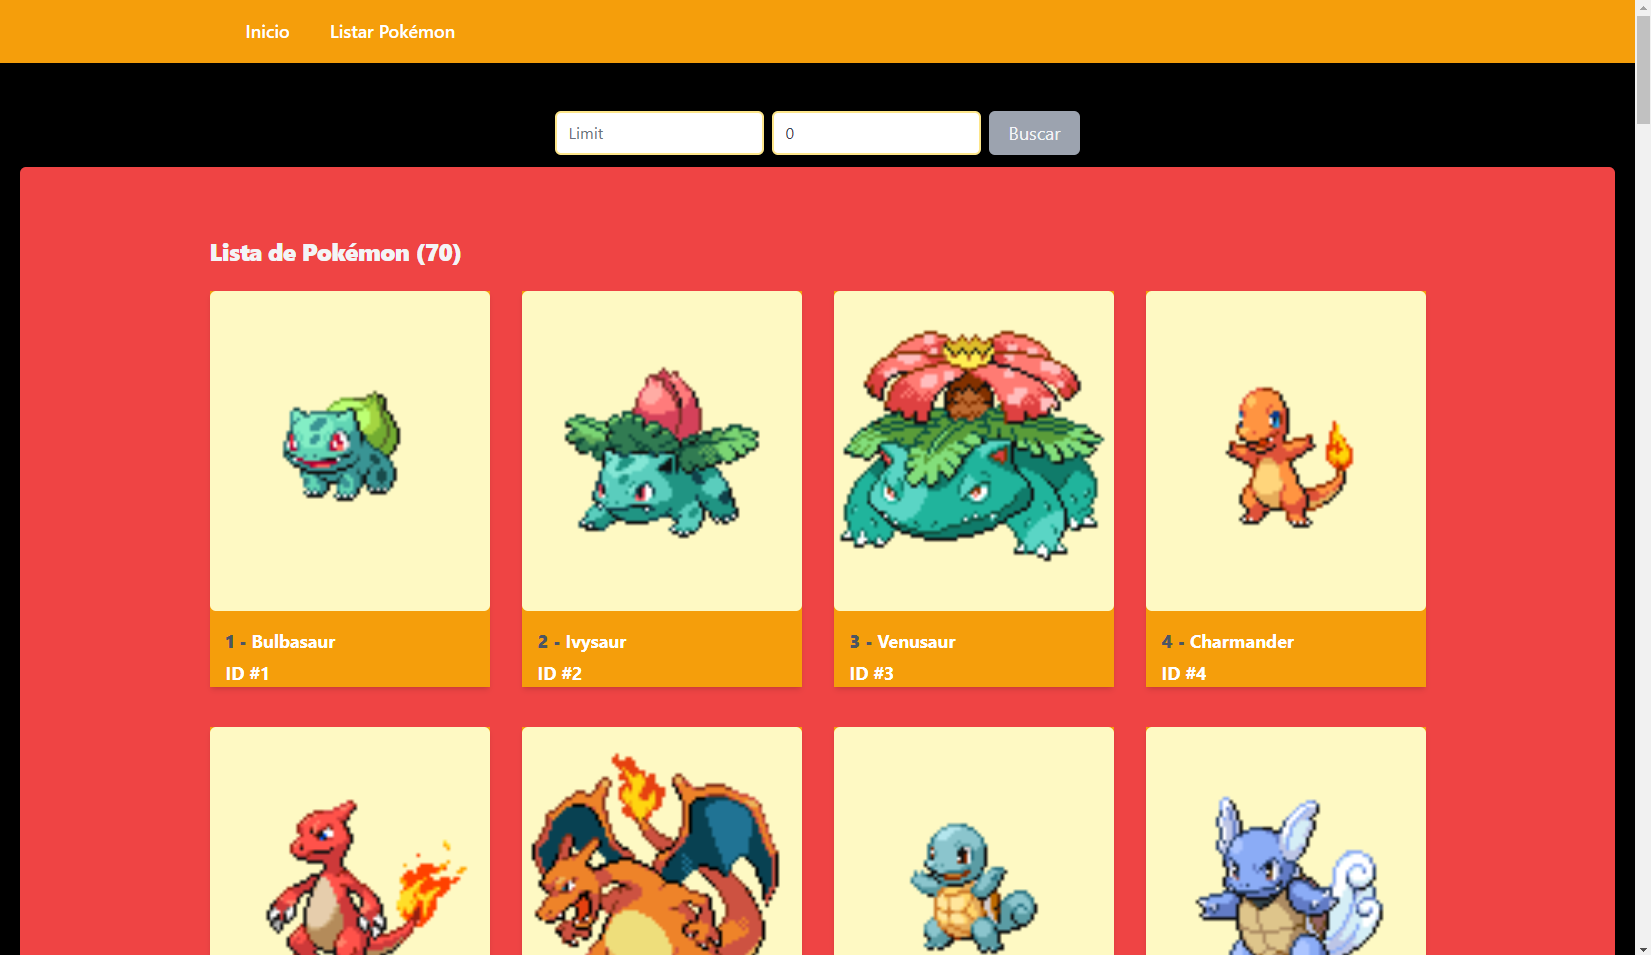 Inicio Listar Pokémon
Limit 0 Buscar
Lista de Pokémon (70)
1 - Bulbasaur
ID #1
2 - Ivysaur
ID #2
3 - Venusaur
ID #3
4 - Charmander
ID #4